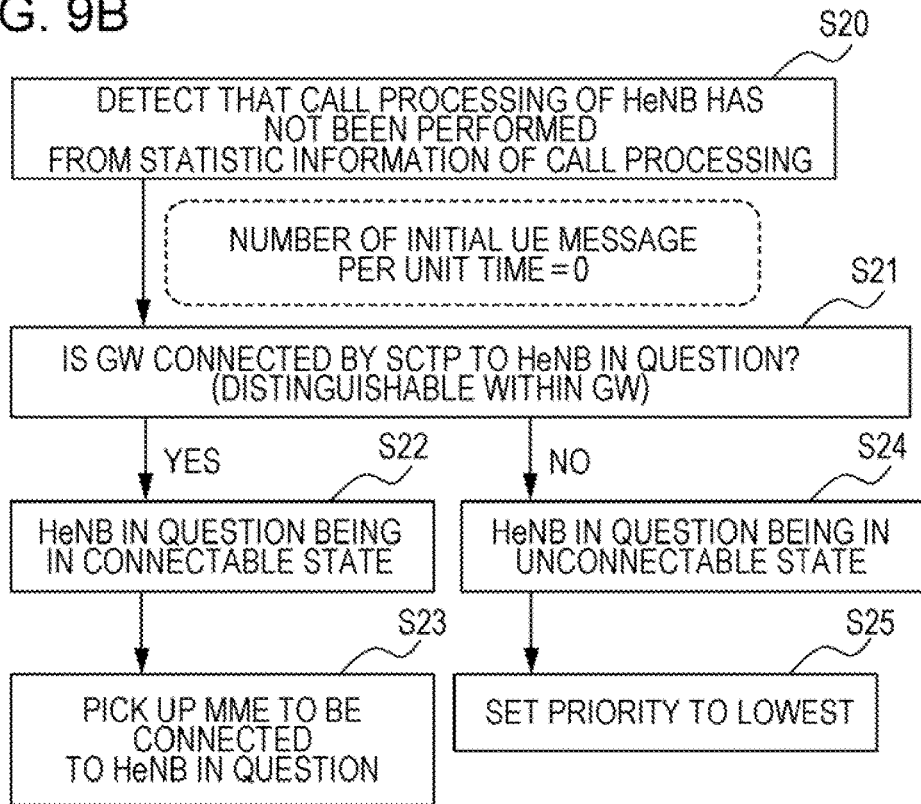 G. 9B
S20
DETECT THAT CALL PROCESSING OF HeNB HAS
NOT BEEN PERFORMED
FROM STATISTIC INFORMATION OF CALL PROCESSING
NUMBER OF INITIAL UE MESSAGE
PER UNIT TIME = 0
S21
IS GW CONNECTED BY SCTP TO HeNB IN QUESTION?
(DISTINGUISHABLE WITHIN GW)
YES
S22
NO
S24
HeNB IN QUESTION BEING
IN CONNECTABLE STATE
HeNB IN QUESTION BEING IN
UNCONNECTABLE STATE
S23
S25
PICK UP MME TO BE
CONNECTED
TO HeNB IN QUESTION
SET PRIORITY TO LOWEST